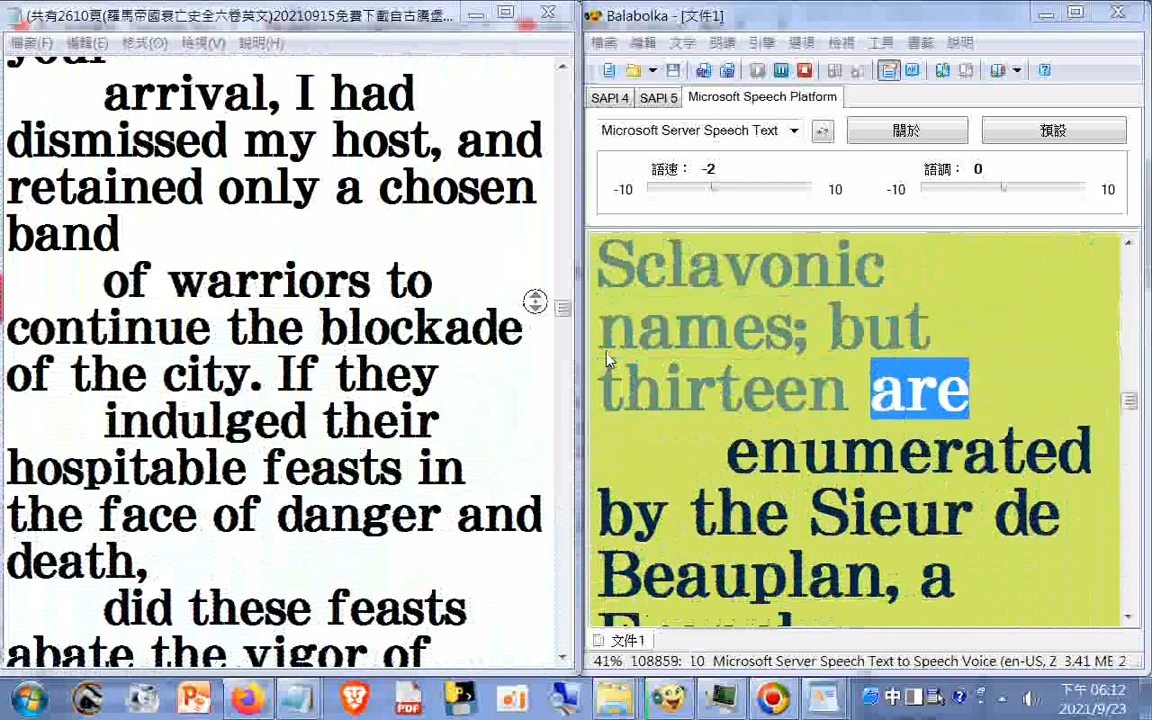 (共有2610頁(羅馬帝國衰亡史全六卷英文)20210915免費下載自古騰堡...
檔案(F) 編輯(E) 格式(O) 檢視(V) 說明(H)
your
arrival, I had
dismissed my host, and
retained only a chosen
band
of warriors to
continue the blockade
of the city. If they
indulged their
hospitable feasts in
the face of danger and
death,
did these feasts
abate the vigor of
Balabolka - [文件1]
檔案 編輯 文字 朗讀 引擎 選項 檢視 工具 書籤 說明
SAPI 4 SAPI 5 Microsoft Speech Platform
Microsoft Server Speech Text 關於 預設
語速： -2 語調： 0
-10 10 -10 10
Sclavonic
names; but
thirteen are
enumerated
by the Sieur de
Beauplan, a
文件1
41% 108859: 10 Microsoft Server Speech Text to Speech Voice (en-US, Z 3.41 ME 2
PDF
中
下午 06:12
2021/9/23